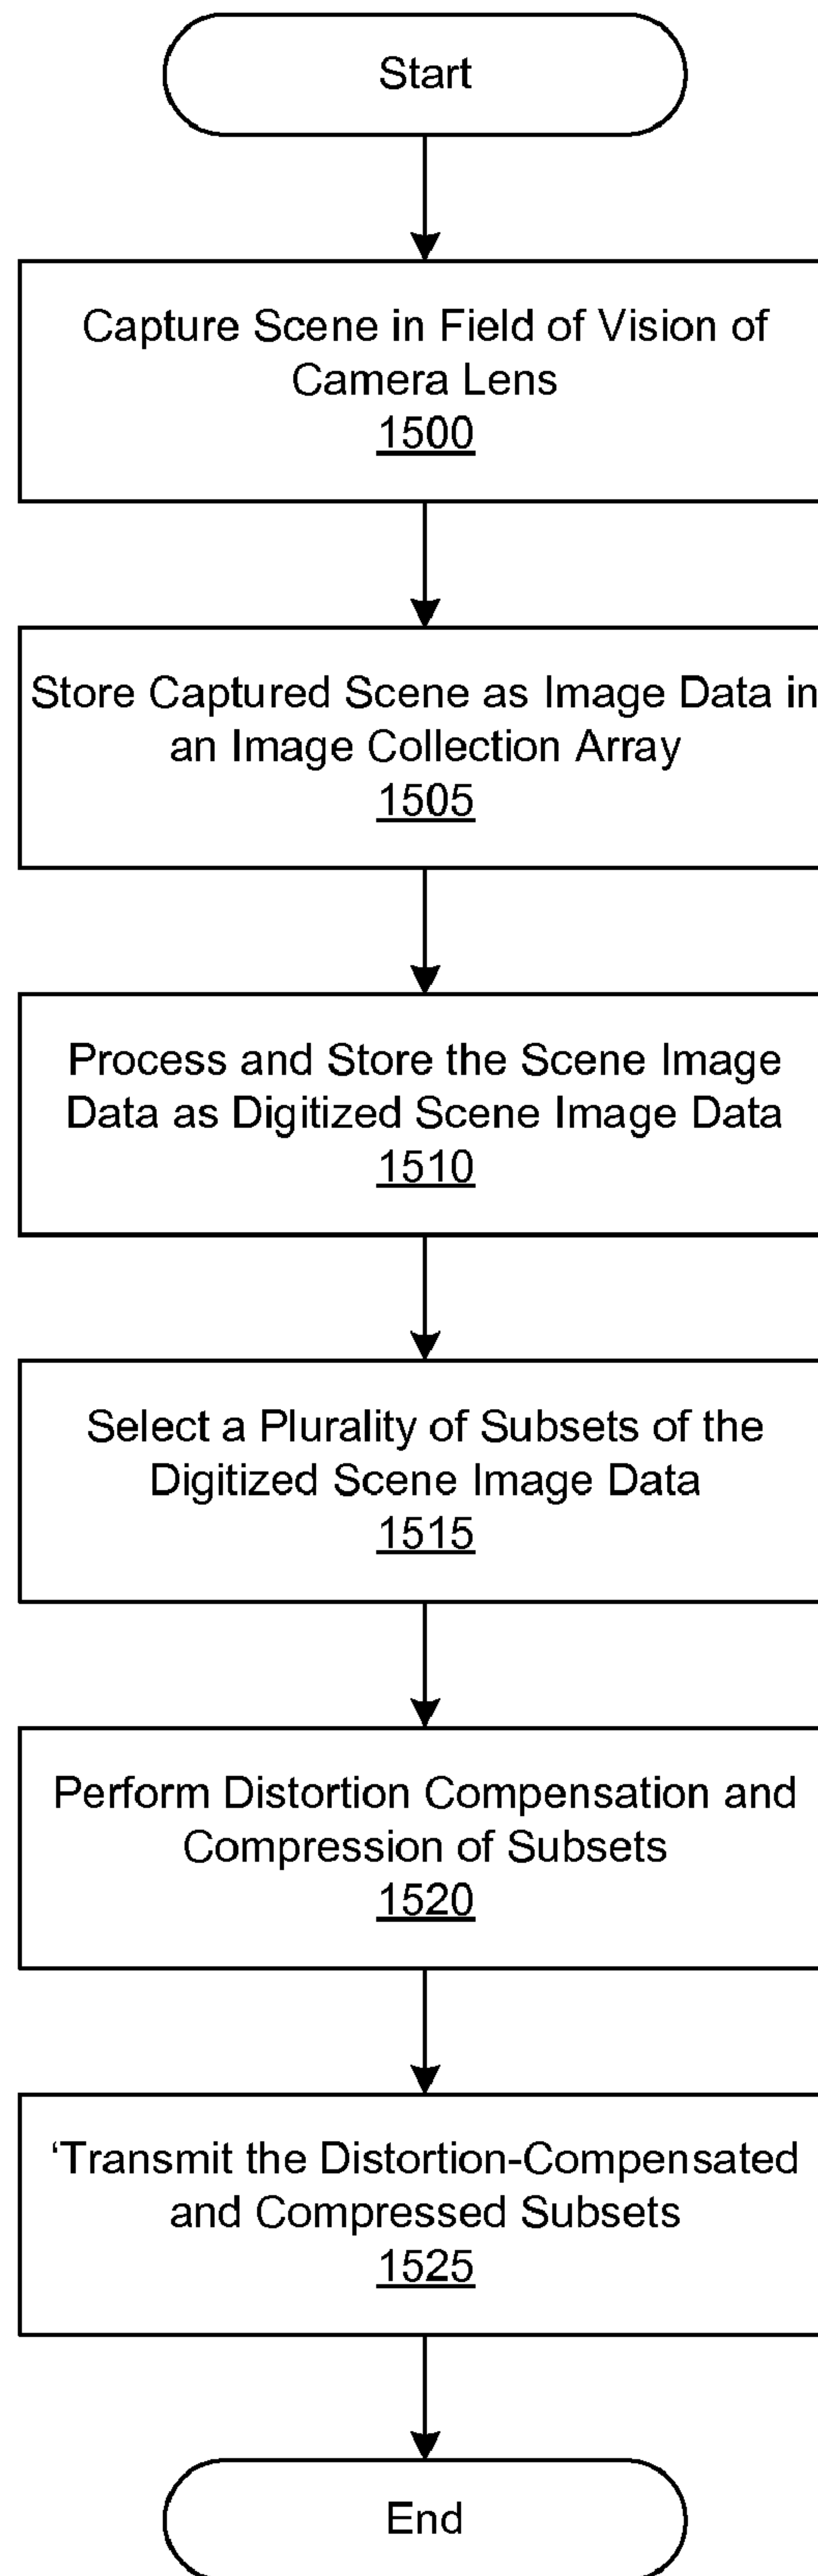 Start
Capture Scene in Field of Vision of
Camera Lens
1500
Store Captured Scene as Image Data in
an Image Collection Array
1505
Process and Store the Scene Image
Data as Digitized Scene Image Data
1510
Select a Plurality of Subsets of the
Digitized Scene Image Data
1515
Perform Distortion Compensation and
Compression of Subsets
1520
‘Transmit the Distortion-Compensated
and Compressed Subsets
1525
End